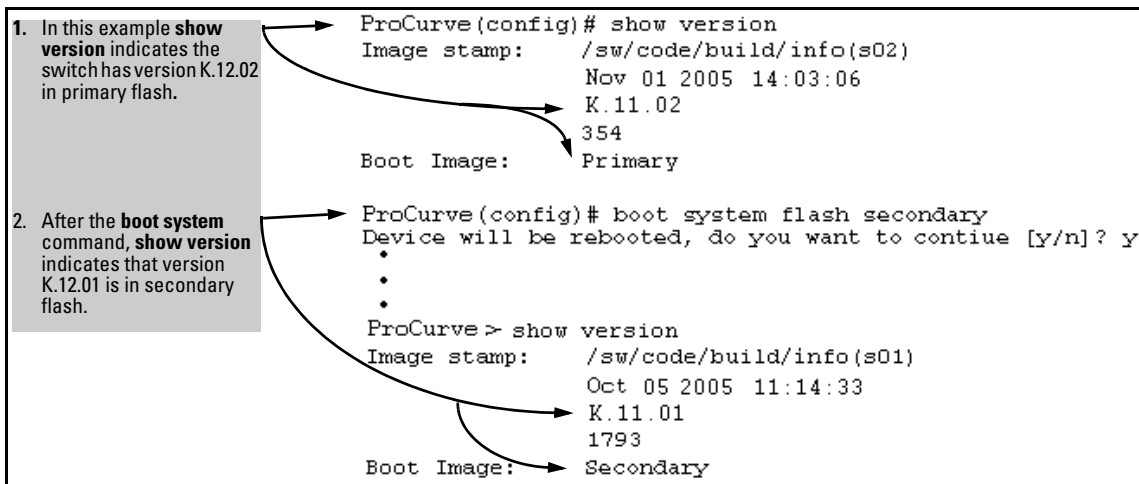 1. In this example show
version indicates the
switch has version K.12.02
in primary flash.
ProCurve(config)# show version
Image stamp: /sw/code/build/info(s02)
Nov 01 2005 14:03:06
K.11.02
354
Boot Image: Primary
2. After the boot system
command, show version
indicates that version
K.12.01 is in secondary
flash.
ProCurve(config)# boot system flash secondary
Device will be rebooted, do you want to contiue [y/n]? y
ProCurve> show version
Image stamp: /sw/code/build/info(s01)
Oct 05 2005 11:14:33
K.11.01
1793
Boot Image: Secondary